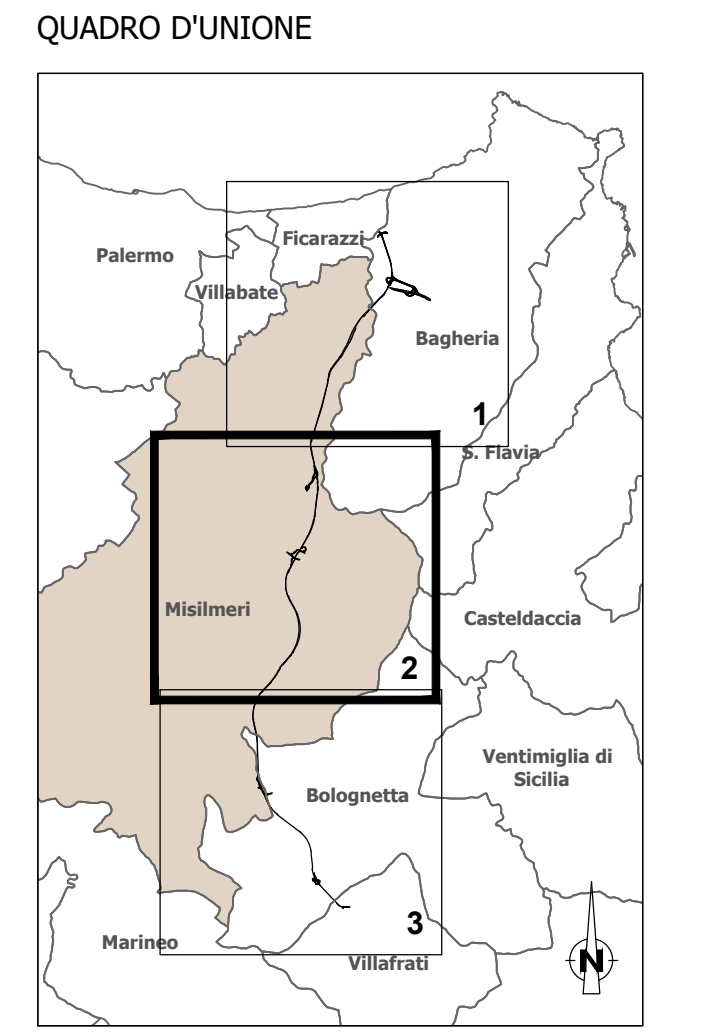 QUADRO D'UNIONE
Ficarazzi
Palermo
Villabate
Bagheria
1
S. Flavia
Misilmeri
Casteldaccia
2
Ventimiglia di
Sicilia
Bolognetta
3
Marineo
Villafrati
N